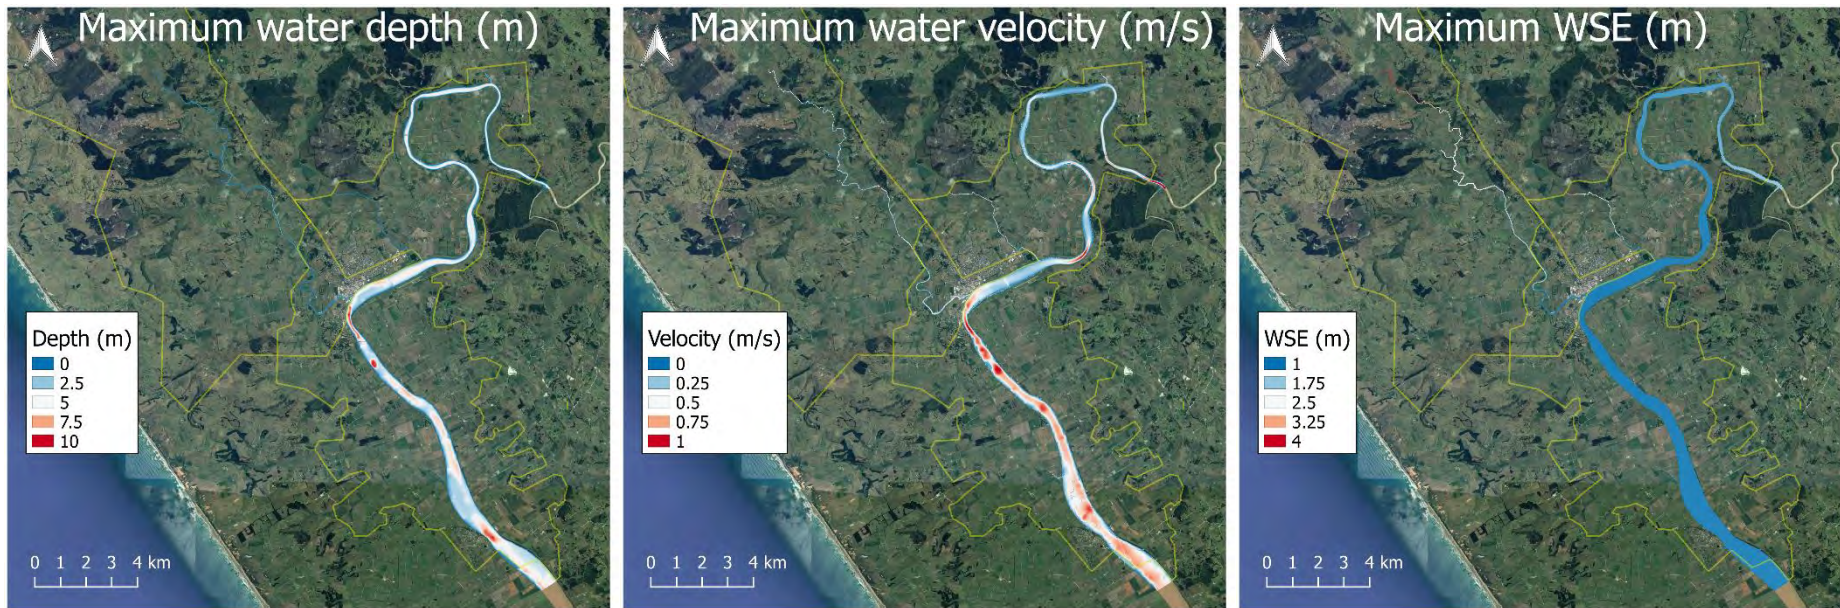 Maximum water depth (m)
Depth (m)
0
2.5
5
7.5
10
0 1 2 3 4 km
Maximum water velocity (m/s)
Velocity (m/s)
0
0.25
0.5
0.75
1
0 1 2 3 4 km
Maximum WSE (m)
WSE (m)
1
1.75
2.5
3.25
4
0 1 2 3 4 km